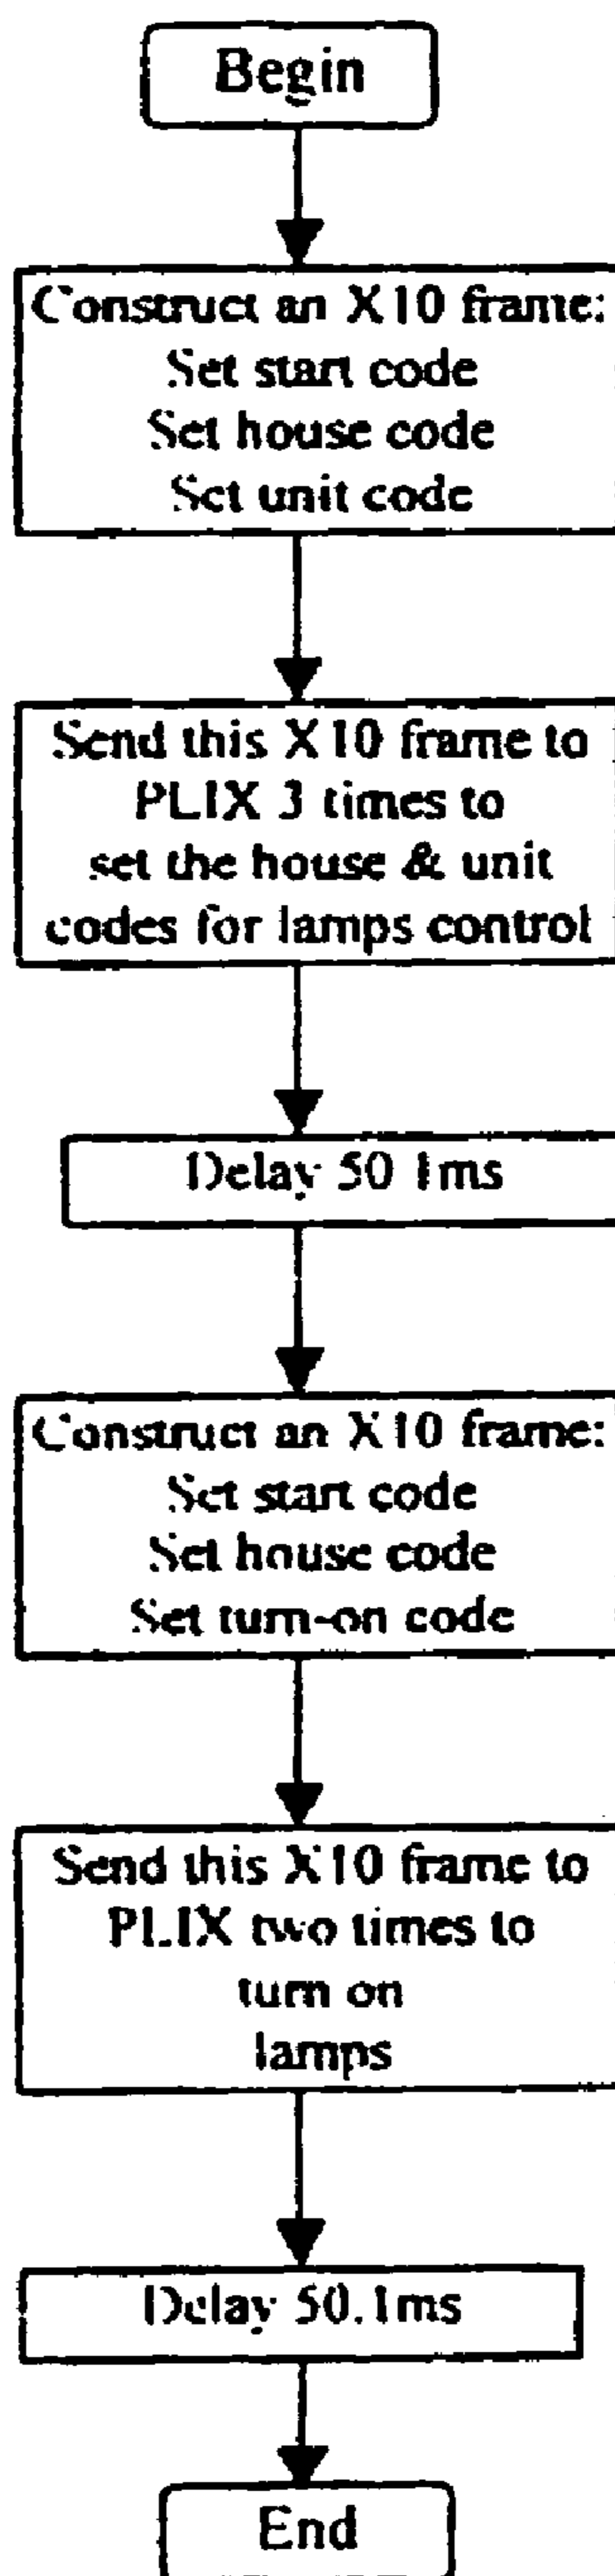 Begin
Construct an X10 frame:
Set start code
Set house code
Set unit code
Send this X10 frame to
PLIX 3 times to
set the house & unit
codes for lamps control
Delay 50 1ms
Construct an X10 frame:
Set start code
Set house code
Set turn-on code
Send this X10 frame to
PLIX two times to
turn on
lamps
Delay 50.1ms
End